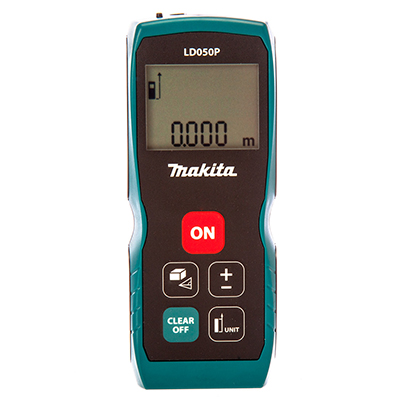 LD050P
0.000 m
makita
ON
+
−
CLEAR
OFF
UNIT